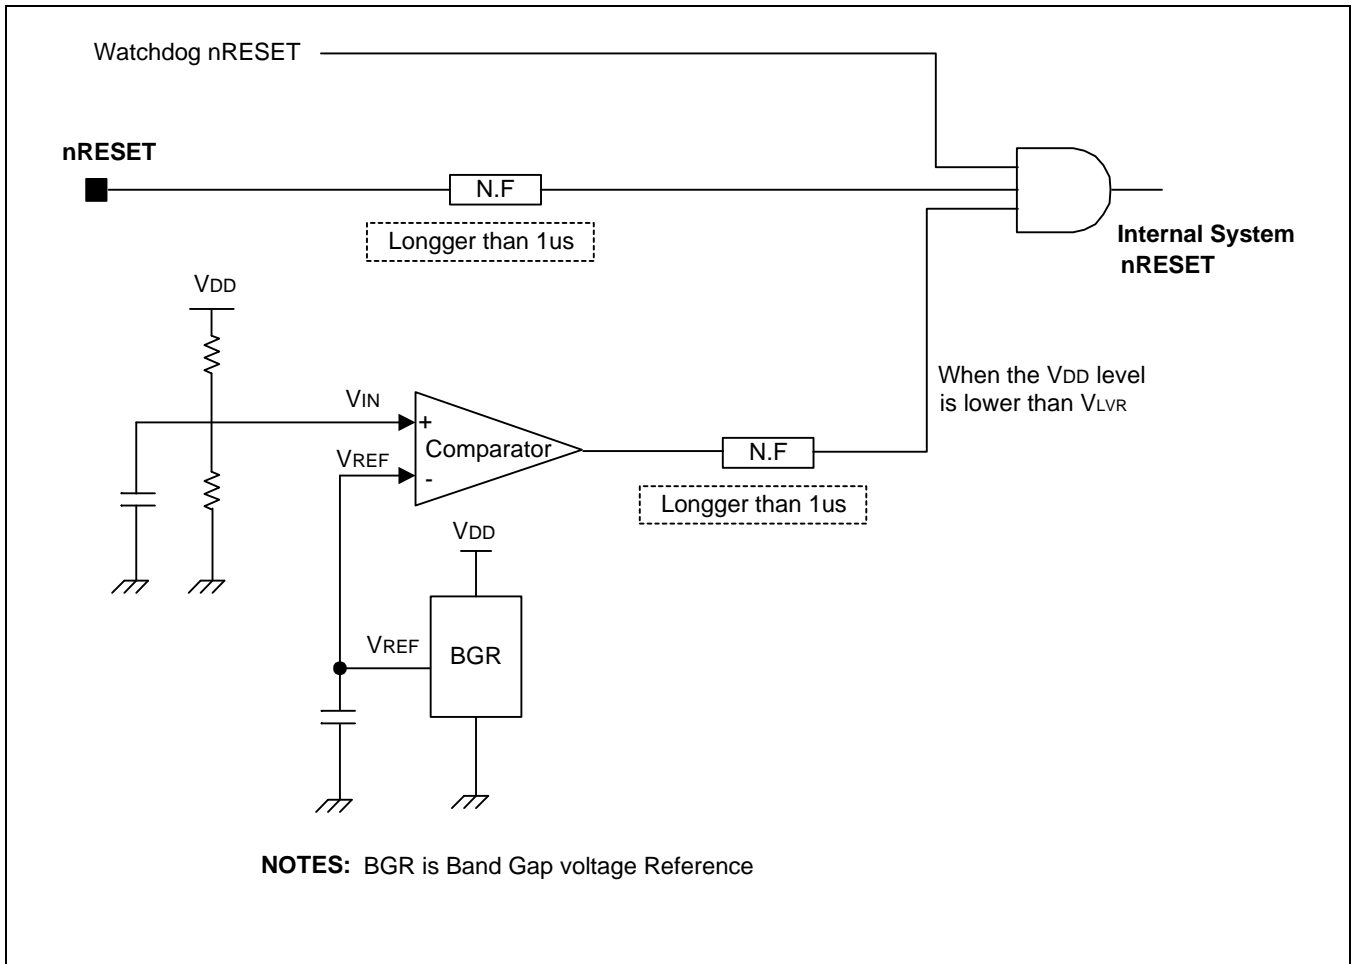 Watchdog nRESET
nRESET
N.F
Longger than 1us
Internal System
nRESET
VDD
When the VDD level
is lower than VLVR
VIN
+
Comparator
VREF
-
N.F
Longger than 1us
VDD
VREF
BGR
NOTES: BGR is Band Gap voltage Reference